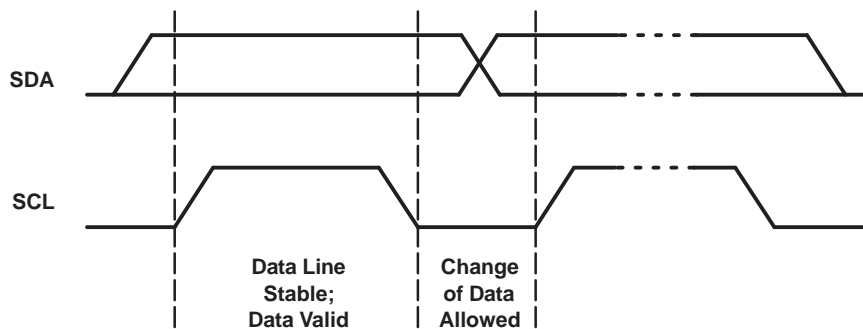 SDA
SCL
Data Line
Stable;
Data Valid
Change
of Data
Allowed